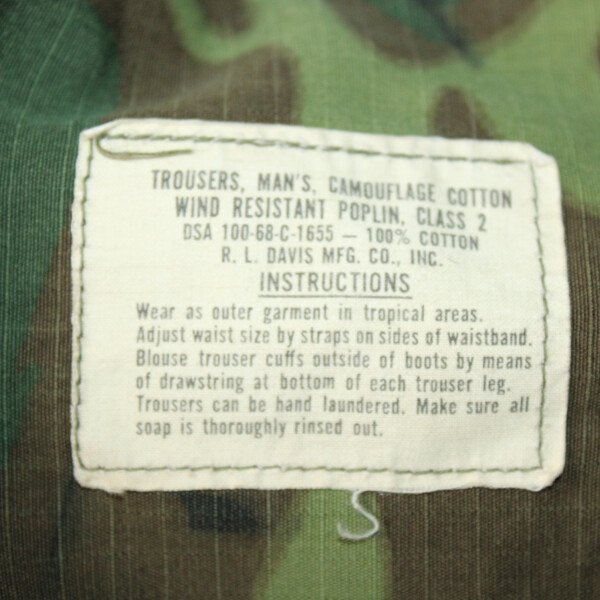 TROUSERS, MAN'S, CAMOUFLAGE COTTON
WIND RESISTANT POPLIN, CLASS 2
DSA 100-68-C-1655 — 100% COTTON
R. L. DAVIS MFG. CO., INC.
INSTRUCTIONS
Wear as outer garment in tropical areas.
Adjust waist size by straps on sides of waistband.
Blouse trouser cuffs outside of boots by means
of drawstring at bottom of each trouser leg.
Trousers can be hand laundered. Make sure all
soap is thoroughly rinsed out.